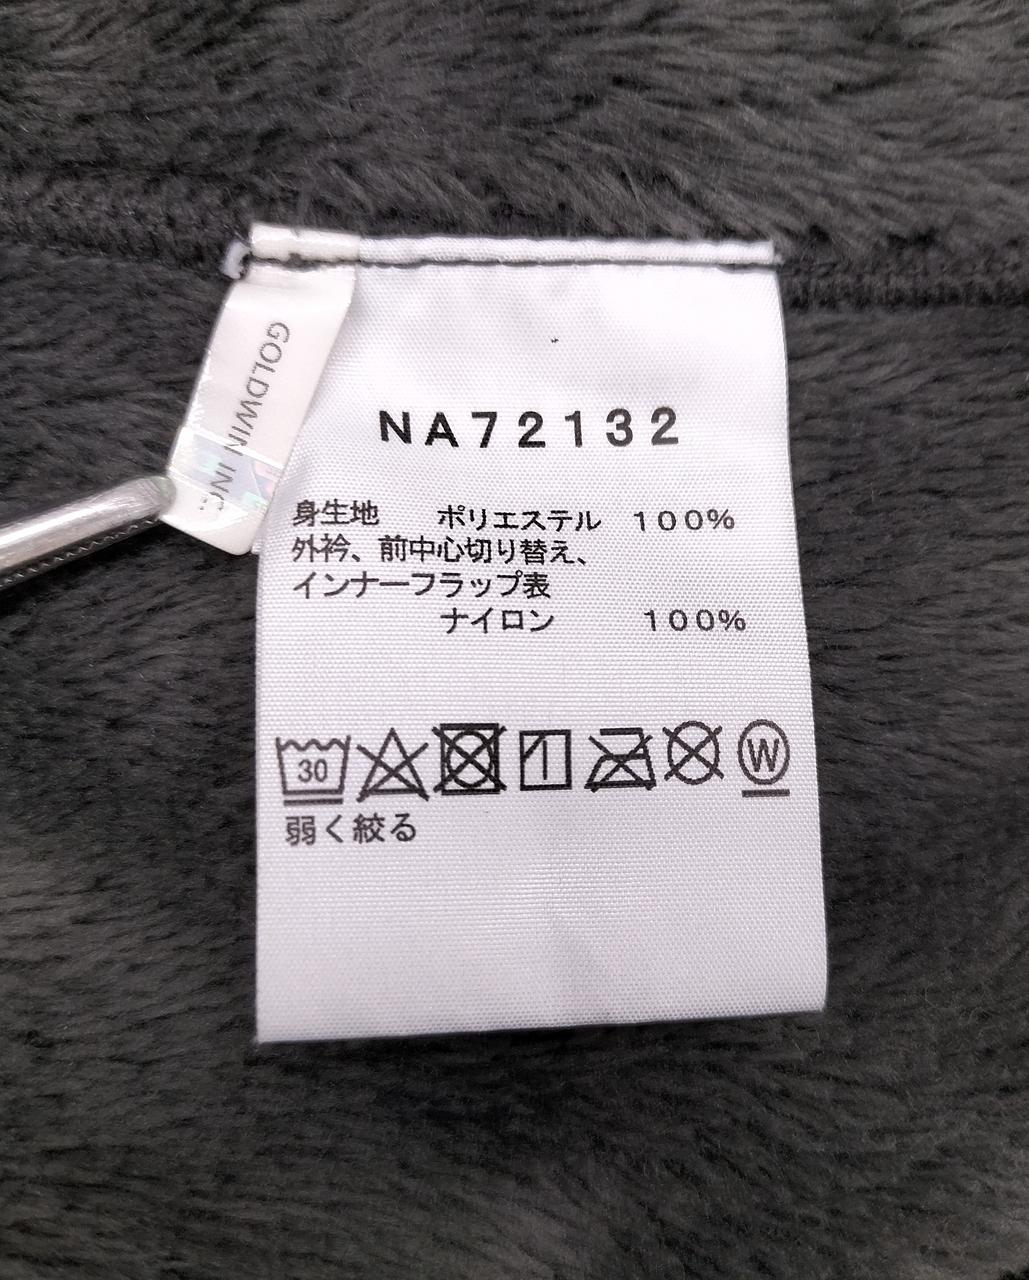 GOLDWIN INC.
NA72132
身生地 ポリエステル 100%
外衿、前中心切り替え、
インナーフラップ表
ナイロン 100%
30 W
弱く絞る